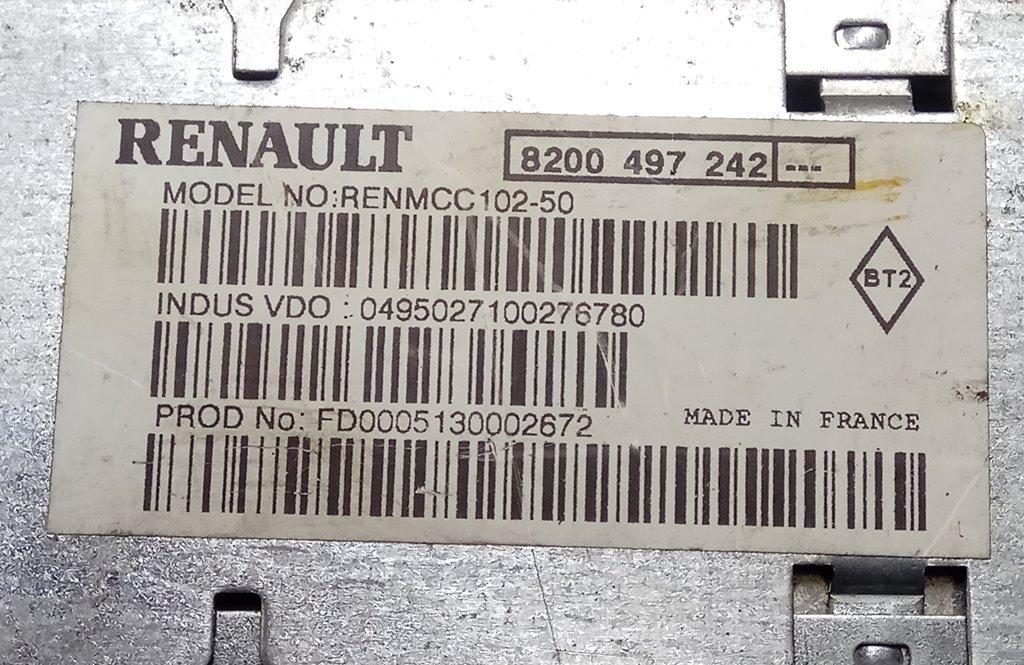 RENAULT
8200 497 242 ---
MODEL NO:RENMCC102-50
BT2
INDUS VDO : 0495027100276780
PROD No: FD0005130002672
MADE IN FRANCE